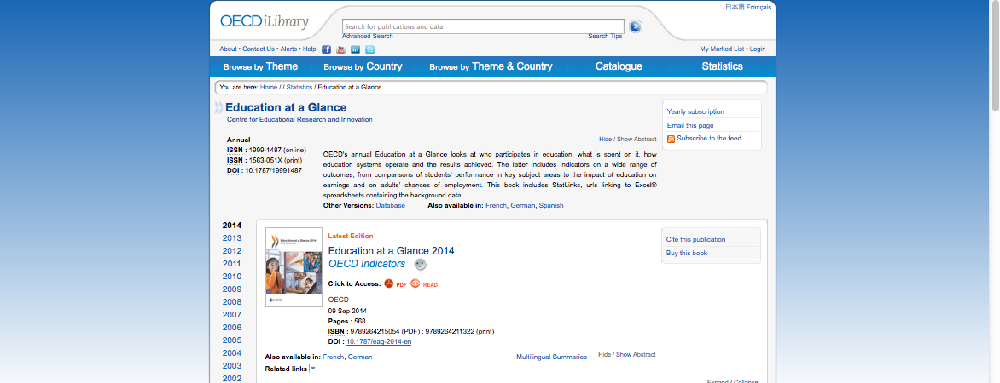 日本語 Français
OECD iLibrary
Search for publications and data
Advanced Search Search Tips
About • Contact Us • Alerts • Help
My Marked List • Login
Browse by Theme Browse by Country Browse by Theme & Country Catalogue Statistics
You are here: Home / / Statistics / Education at a Glance
Education at a Glance
Centre for Educational Research and Innovation
Yearly subscription
Email this page
Subscribe to the feed
Annual
ISSN : 1999-1487 (online)
ISSN : 1563-051X (print)
DOI : 10.1787/19991487
Hide / Show Abstract
OECD's annual Education at a Glance looks at who participates in education, what is spent on it, how
education systems operate and the results achieved. The latter includes indicators on a wide range of
outcomes, from comparisons of students' performance in key subject areas to the impact of education on
earnings and on adults' chances of employment. This book includes StatLinks, urls linking to Excel®
spreadsheets containing the background data.
Other Versions: Database Also available in: French, German, Spanish
2014
2013
2012
2011
2010
2009
2008
2007
2006
2005
2004
2003
2002
Education at a Glance 2014
OECD
Latest Edition
Education at a Glance 2014
OECD Indicators
Click to Access: PDF READ
OECD
09 Sep 2014
Pages : 568
ISBN : 9789264215054 (PDF) ; 9789264211322 (print)
DOI : 10.1787/eag-2014-en
Cite this publication
Buy this book
Also available in: French, German
Multilingual Summaries Hide / Show Abstract
Related links
Expand / Collapse